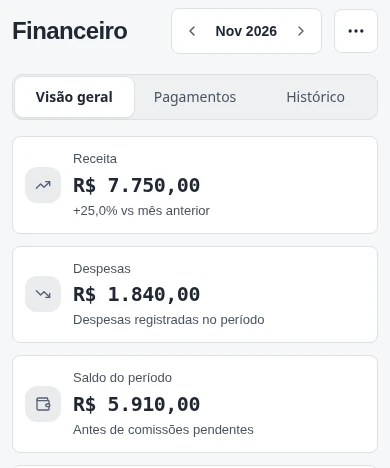 Financeiro
Nov 2026
Visão geral Pagamentos Histórico
Receita
R$ 7.750,00
+25,0% vs mês anterior
Despesas
R$ 1.840,00
Despesas registradas no período
Saldo do período
R$ 5.910,00
Antes de comissões pendentes